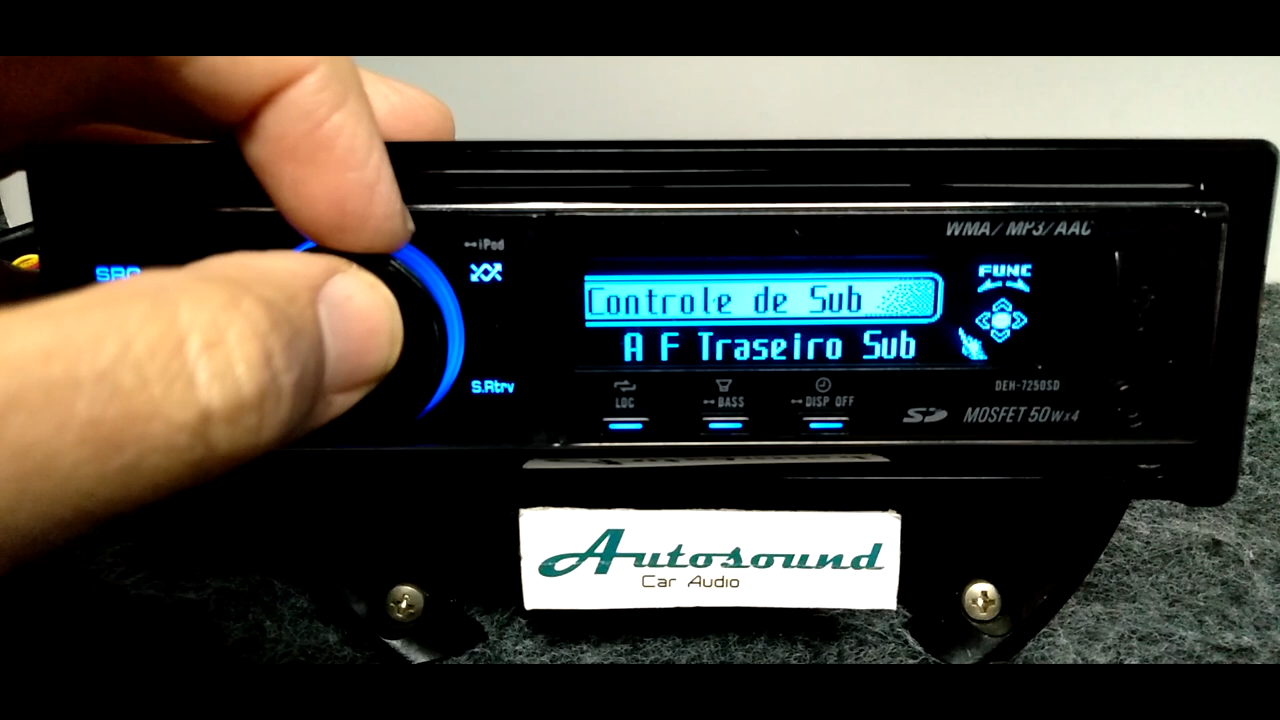 WMA/MP3/AAC
iPod
SRC
FUNC
Controle de Sub
A F Traseiro Sub
S.Rtrv
LOC
BASS
DISP OFF
DEH-7250SD
SD
MOSFET 50Wx4
Autosound
Car Audio